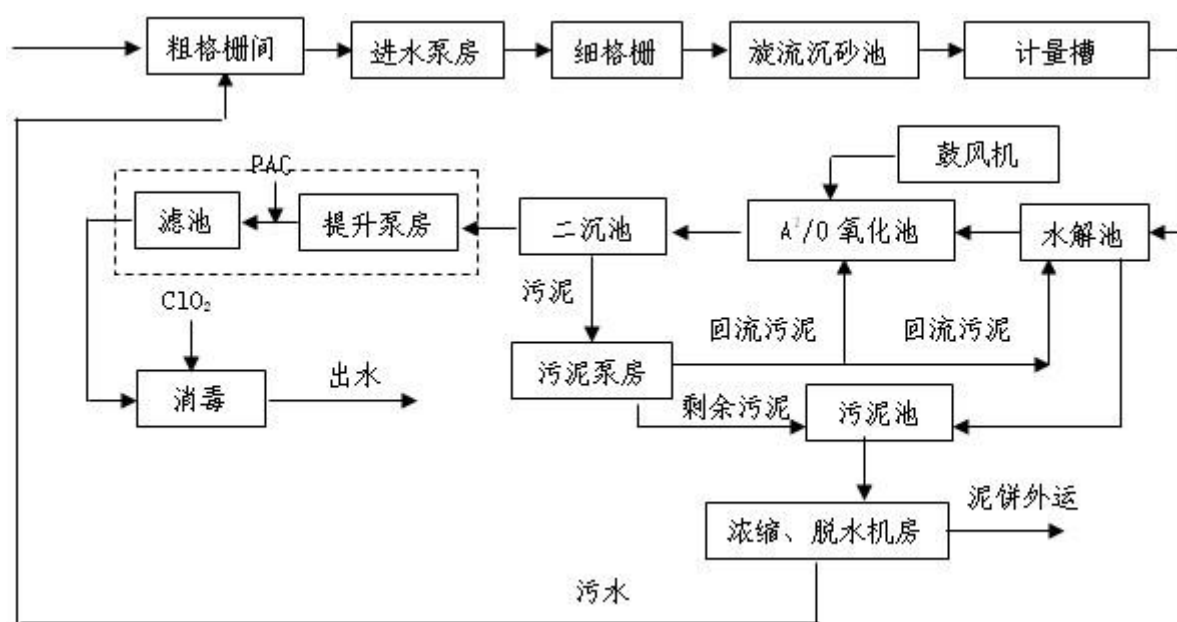 粗格栅间
进水泵房
细格栅
旋流沉砂池
计量槽
鼓风机
PAC
滤池
提升泵房
二沉池
A²/O氧化池
水解池
污泥
ClO₂
回流污泥
回流污泥
污泥泵房
消毒
出水
剩余污泥
污泥池
浓缩、脱水机房
泥饼外运
污水